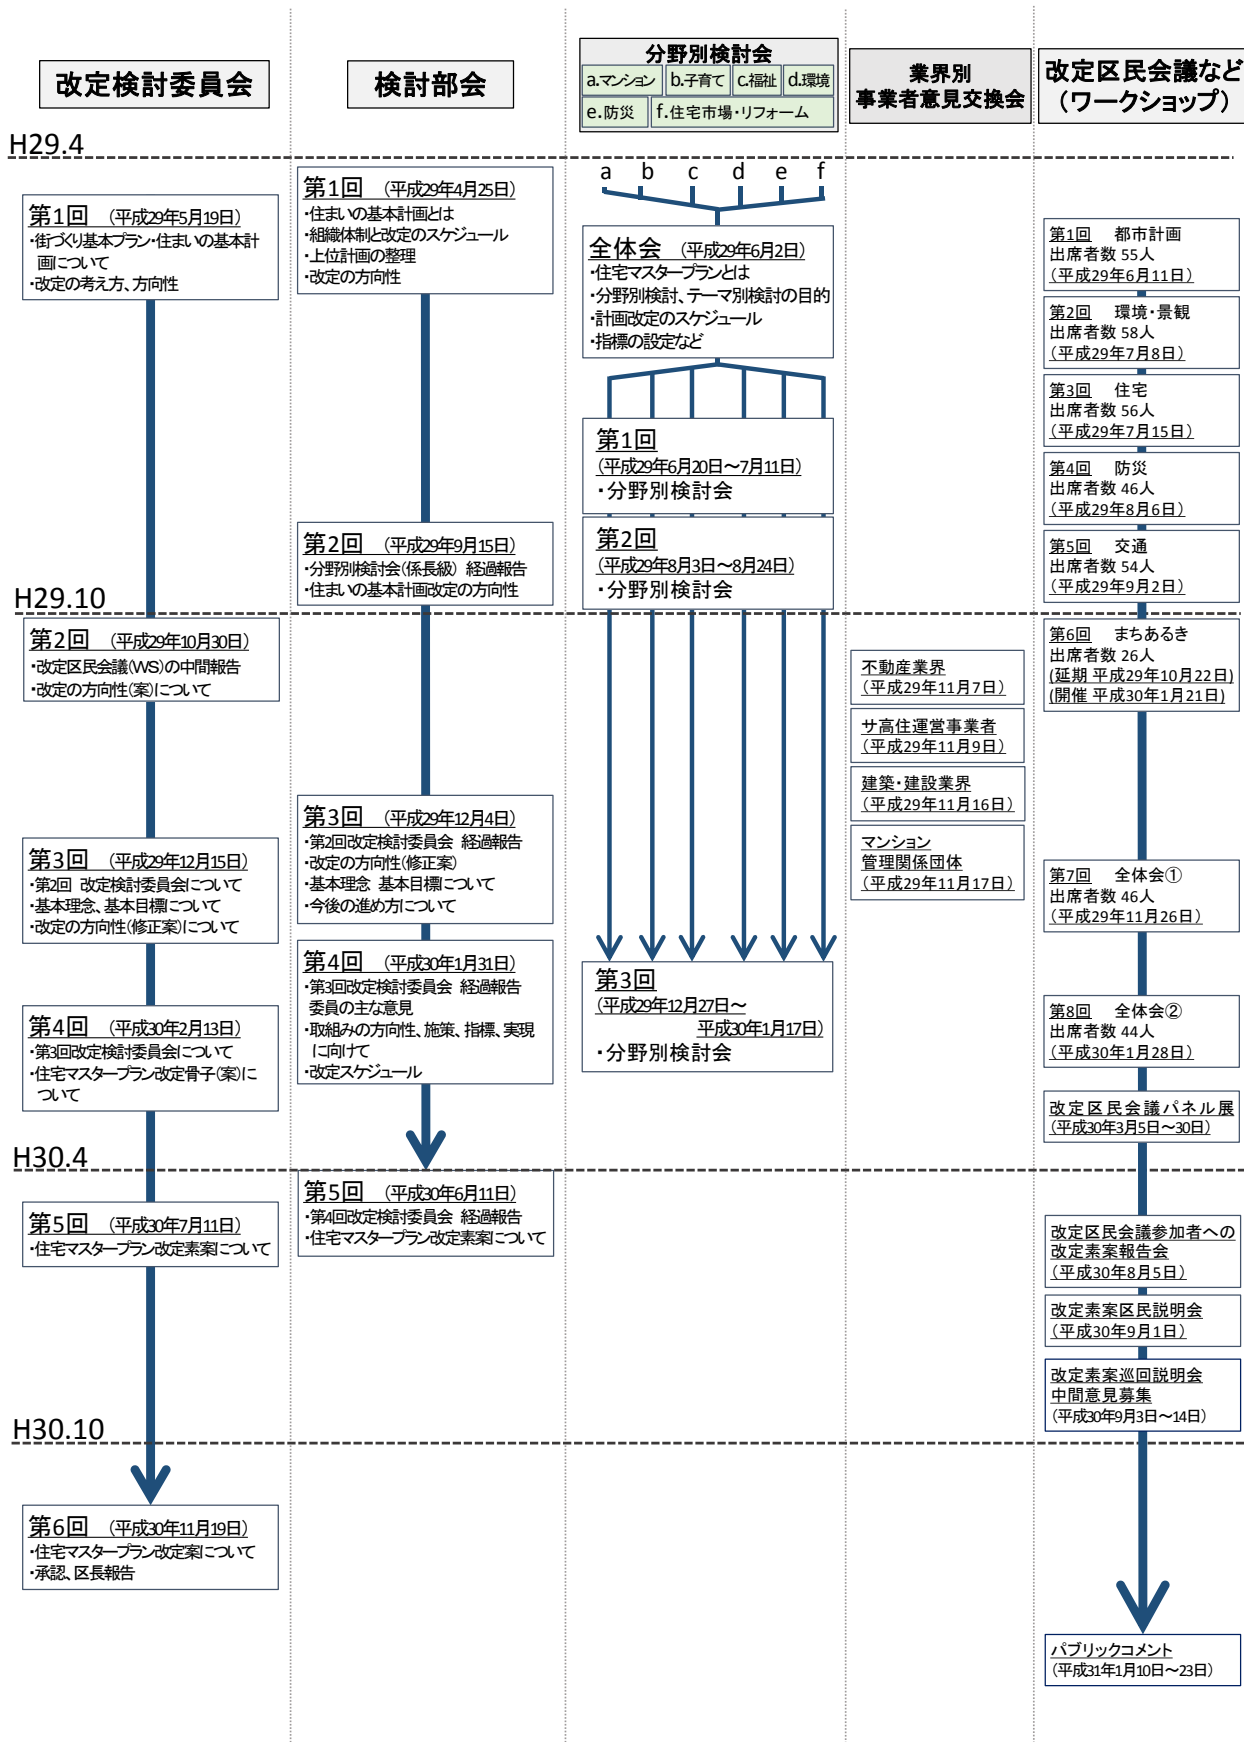 改定検討委員会
検討部会
分野別検討会
a.マンション
b.子育て
c.福祉
d.環境
e.防災
f.住宅市場・リフォーム
業界別
事業者意見交換会
改定区民会議など
（ワークショップ）
H29.4
第1回　（平成29年5月19日）
・街づくり基本プラン・住まいの基本計
画について
・改定の考え方、方向性
第1回　（平成29年4月25日）
・住まいの基本計画とは
・組織体制と改定のスケジュール
・上位計画の整理
・改定の方向性
a b c d e f
全体会　（平成29年6月2日）
・住宅マスタープランとは
・分野別検討、テーマ別検討の目的
・計画改定のスケジュール
・指標の設定など
第1回
（平成29年6月20日～7月11日）
・分野別検討会
第1回　都市計画
出席者数 55人
（平成29年6月11日）
第2回　環境・景観
出席者数 58人
（平成29年7月8日）
第3回　住宅
出席者数 56人
（平成29年7月15日）
第4回　防災
出席者数 46人
（平成29年8月6日）
第5回　交通
出席者数 54人
（平成29年9月2日）
第2回　（平成29年9月15日）
・分野別検討会（係長級） 経過報告
・住まいの基本計画改定の方向性
第2回
（平成29年8月3日～8月24日）
・分野別検討会
H29.10
第2回　（平成29年10月30日）
・改定区民会議（WS）の中間報告
・改定の方向性（案）について
不動産業界
（平成29年11月7日）
サ高住運営事業者
（平成29年11月9日）
建築・建設業界
（平成29年11月16日）
マンション
管理関係団体
（平成29年11月17日）
第6回　まちあるき
出席者数 26人
(延期 平成29年10月22日)
(開催 平成30年1月21日)
第3回　（平成29年12月15日）
・第2回 改定検討委員会について
・基本理念、基本目標について
・改定の方向性（修正案）について
第3回　（平成29年12月4日）
・第2回改定検討委員会 経過報告
・改定の方向性（修正案）
・基本理念 基本目標について
・今後の進め方について
第7回　全体会①
出席者数 46人
（平成29年11月26日）
第4回　（平成30年2月13日）
・第3回改定検討委員会について
・住宅マスタープラン改定骨子（案）に
ついて
第4回　（平成30年1月31日）
・第3回改定検討委員会 経過報告
委員の主な意見
・取組みの方向性、施策、指標、実現
に向けて
・改定スケジュール
第3回
（平成29年12月27日～
平成30年1月17日）
・分野別検討会
第8回　全体会②
出席者数 44人
（平成30年1月28日）
改定区民会議パネル展
（平成30年3月5日～30日）
H30.4
第5回　（平成30年7月11日）
・住宅マスタープラン改定素案について
第5回　（平成30年6月11日）
・第4回改定検討委員会 経過報告
・住宅マスタープラン改定素案について
改定区民会議参加者への
改定素案報告会
（平成30年8月5日）
改定素案区民説明会
（平成30年9月1日）
改定素案巡回説明会
中間意見募集
（平成30年9月3日～14日）
H30.10
第6回　（平成30年11月19日）
・住宅マスタープラン改定案について
・承認、区長報告
パブリックコメント
（平成31年1月10日～23日）